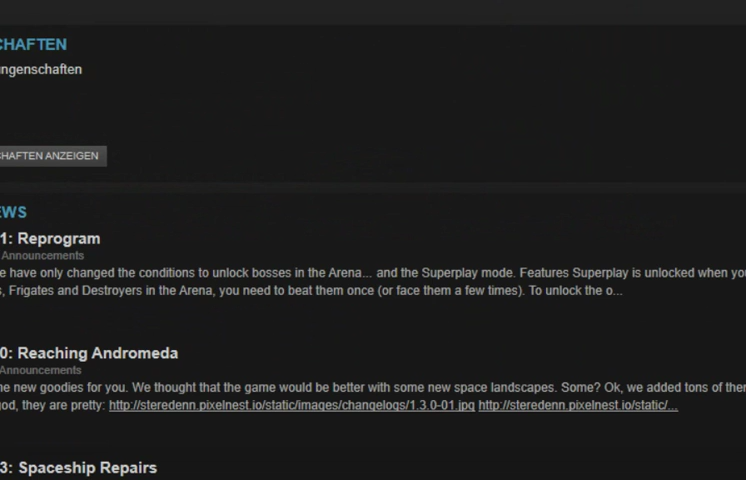 CHAFTEN
ngenschaften
CHAFTEN ANZEIGEN
EWS
1: Reprogram
Announcements
e have only changed the conditions to unlock bosses in the Arena... and the Superplay mode. Features Superplay is unlocked when you
s, Frigates and Destroyers in the Arena, you need to beat them once (or face them a few times). To unlock the o...
0: Reaching Andromeda
Announcements
ne new goodies for you. We thought that the game would be better with some new space landscapes. Some? Ok, we added tons of ther
god, they are pretty: http://steredenn.pixelnest.io/static/images/changelogs/1.3.0-01.jpg http://steredenn.pixelnest.io/static/...
3: Spaceship Repairs